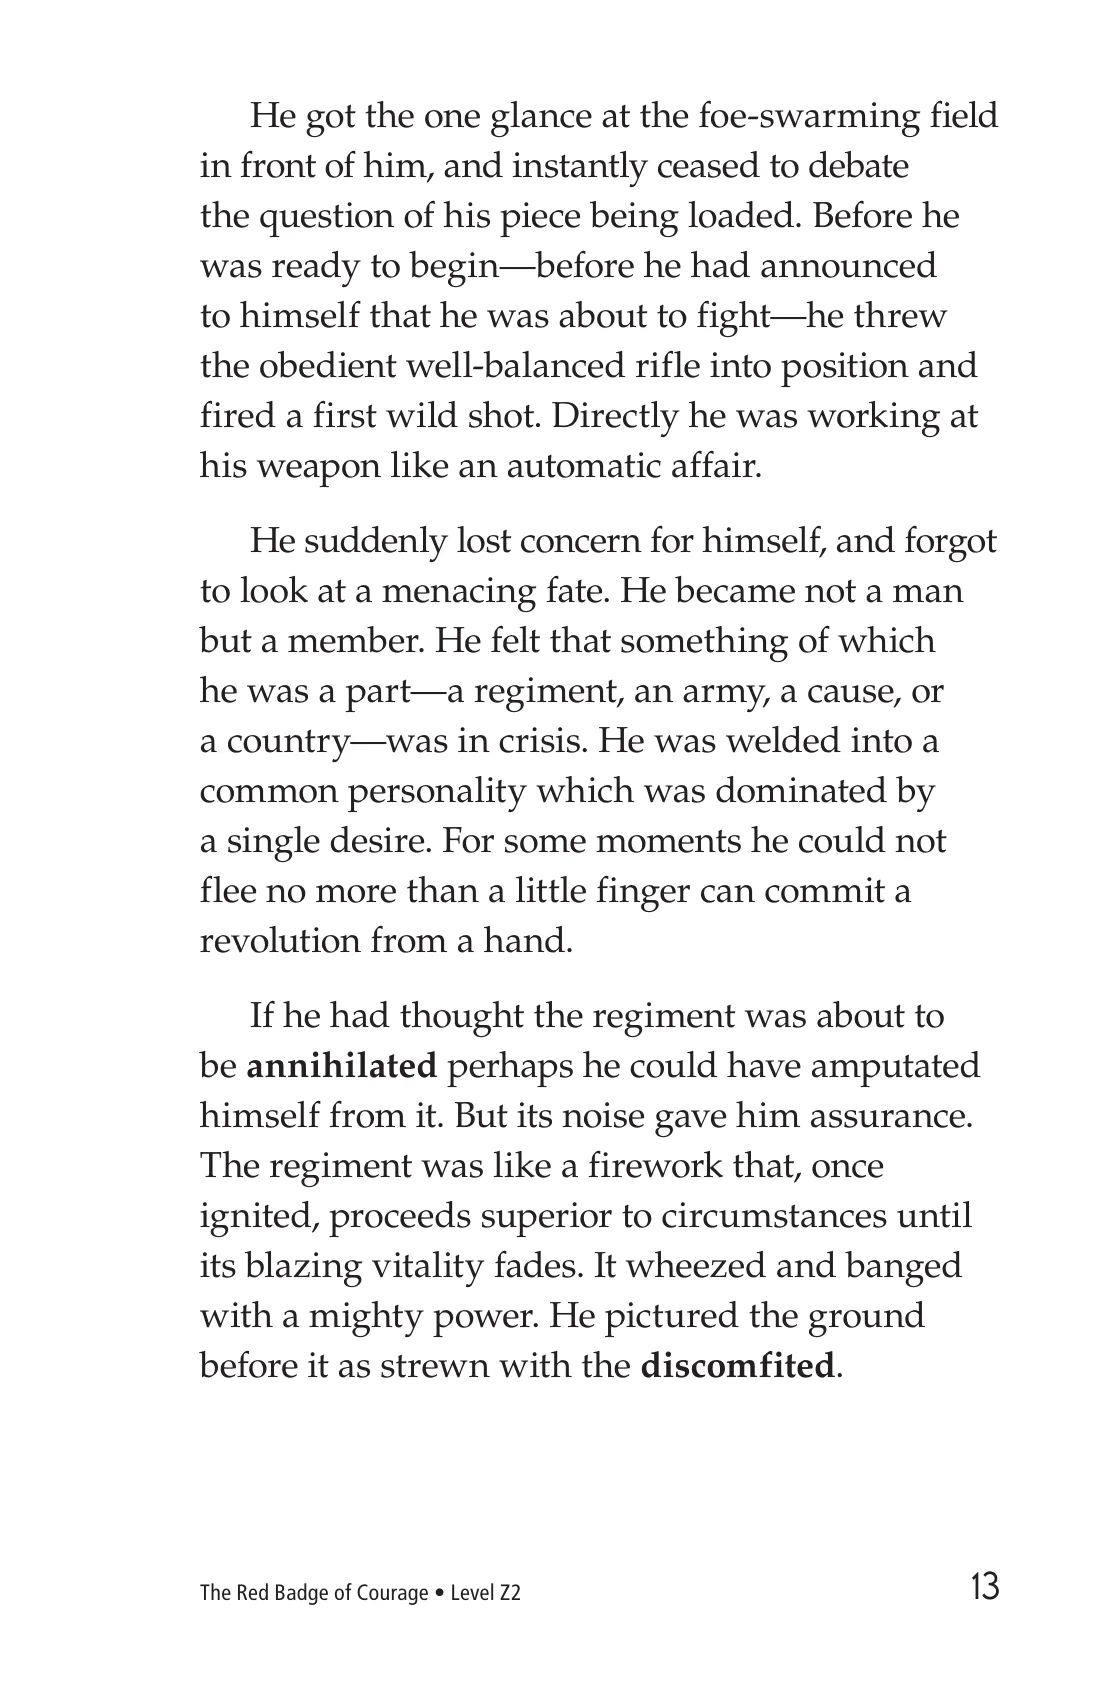 He got the one glance at the foe-swarming field
in front of him, and instantly ceased to debate
the question of his piece being loaded. Before he
was ready to begin—before he had announced
to himself that he was about to fight—he threw
the obedient well-balanced rifle into position and
fired a first wild shot. Directly he was working at
his weapon like an automatic affair.
He suddenly lost concern for himself, and forgot
to look at a menacing fate. He became not a man
but a member. He felt that something of which
he was a part—a regiment, an army, a cause, or
a country—was in crisis. He was welded into a
common personality which was dominated by
a single desire. For some moments he could not
flee no more than a little finger can commit a
revolution from a hand.
If he had thought the regiment was about to
be annihilated perhaps he could have amputated
himself from it. But its noise gave him assurance.
The regiment was like a firework that, once
ignited, proceeds superior to circumstances until
its blazing vitality fades. It wheezed and banged
with a mighty power. He pictured the ground
before it as strewn with the discomfited.
The Red Badge of Courage • Level Z2
13